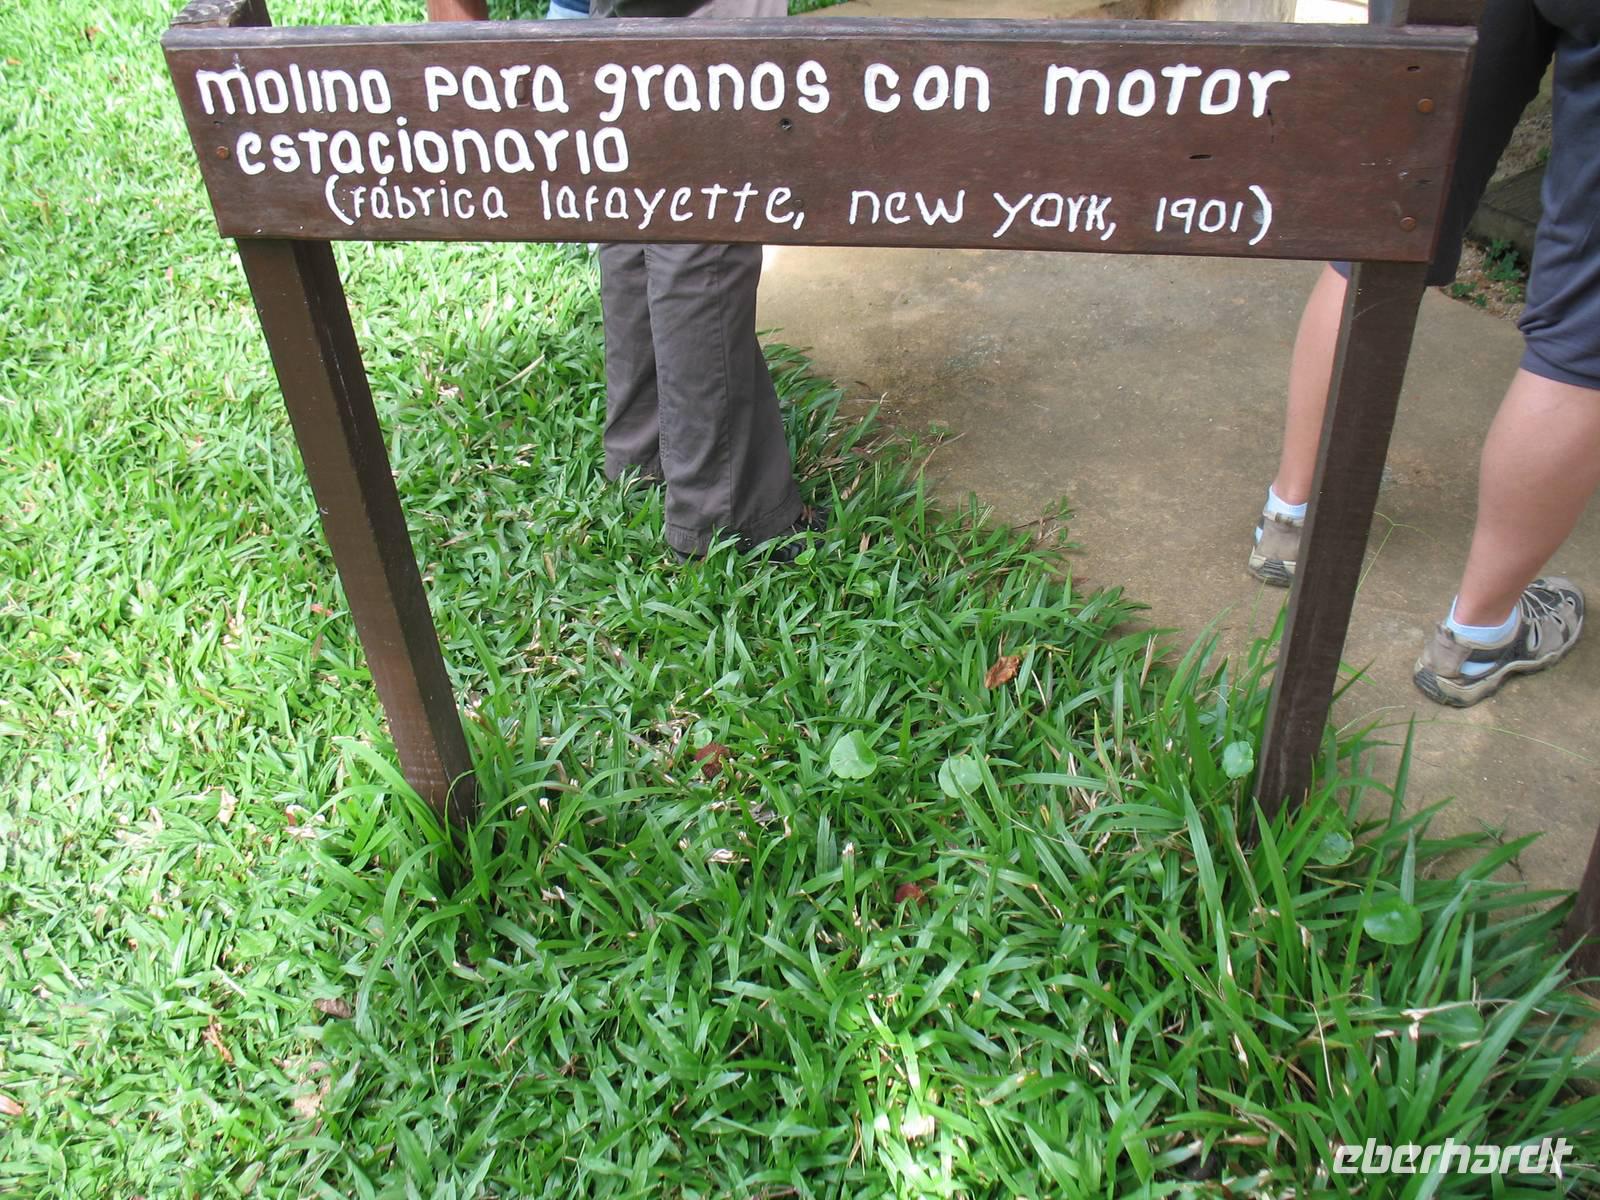 molino para granos con motor
estacionario
(fábrica lafayette, new york, 1901)
eberhardt